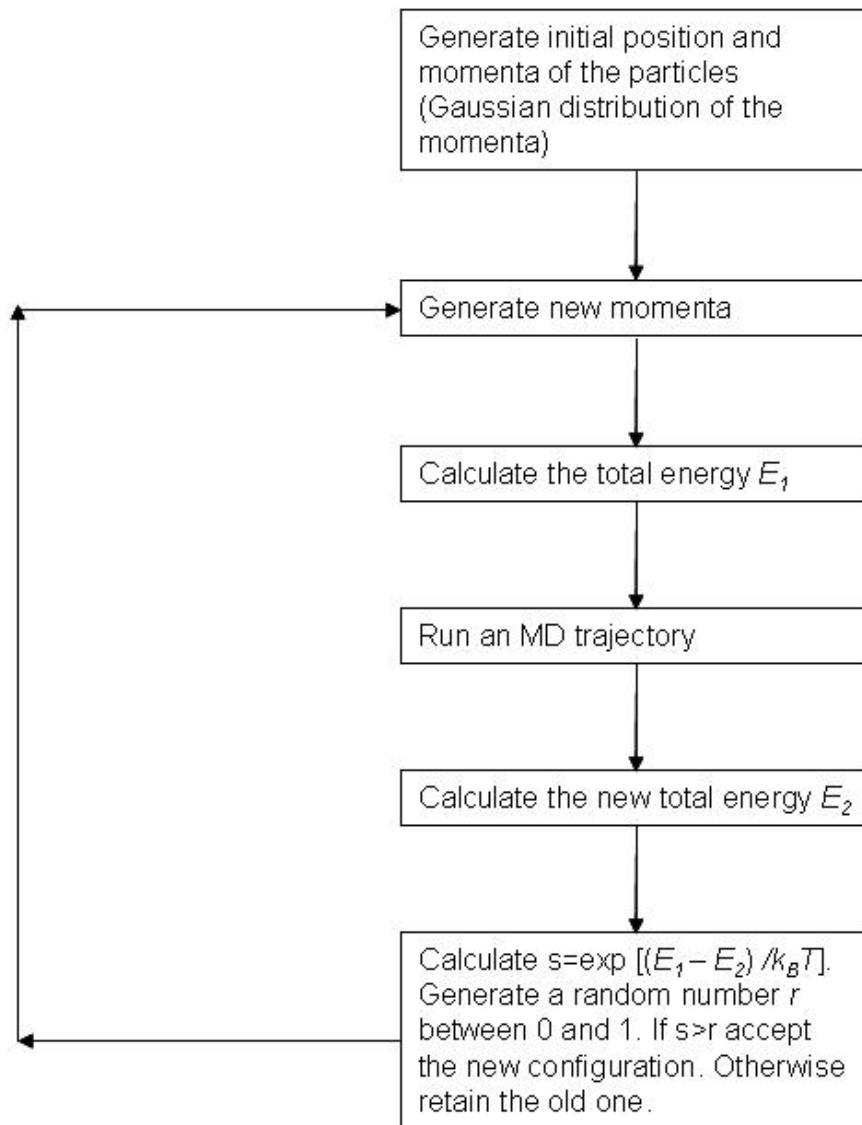 Generate initial position and
momenta of the particles
(Gaussian distribution of the
momenta)
Generate new momenta
Calculate the total energy E₁
Run an MD trajectory
Calculate the new total energy E₂
Calculate s=exp [(E₁ – E₂) /k_BT].
Generate a random number r
between 0 and 1. If s>r accept
the new configuration. Otherwise
retain the old one.